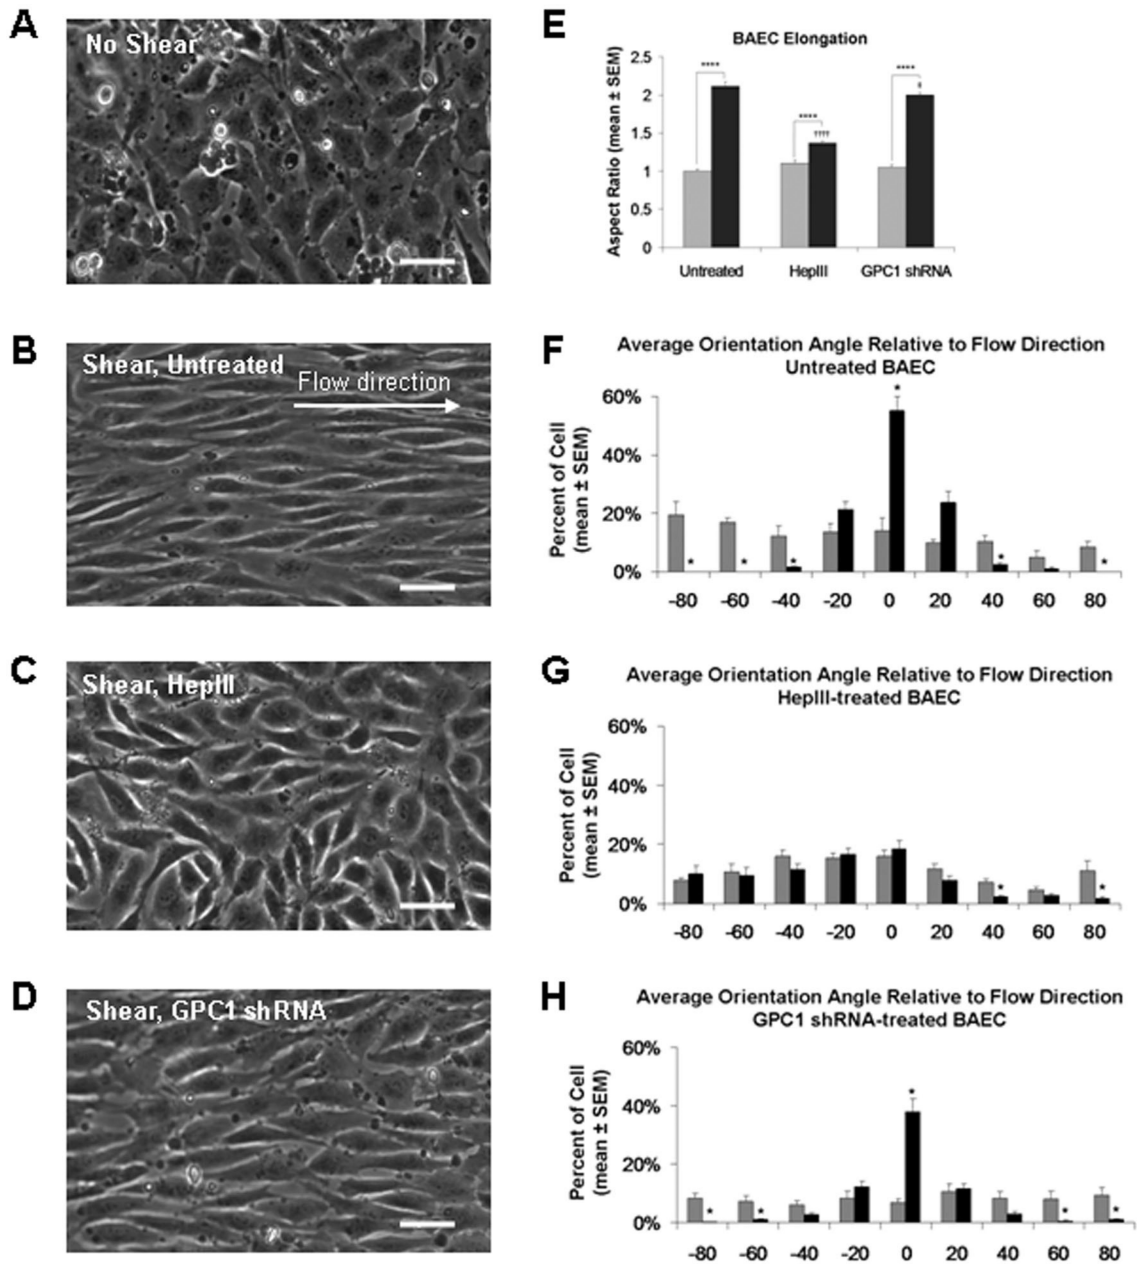 A
No Shear
B
Shear, Untreated
Flow direction
C
Shear, HepIII
D
Shear, GPC1 shRNA
E
BAEC Elongation
Aspect Ratio (mean ± SEM)
2.5
2
1.5
1
0.5
0
****
****
††††
****
Untreated
HepIII
GPC1 shRNA
F
Average Orientation Angle Relative to Flow Direction
Untreated BAEC
Percent of Cell
(mean ± SEM)
60%
40%
20%
0%
*
* * * * *
-80 -60 -40 -20 0 20 40 60 80
G
Average Orientation Angle Relative to Flow Direction
HepIII-treated BAEC
Percent of Cell
(mean ± SEM)
60%
40%
20%
0%
* *
-80 -60 -40 -20 0 20 40 60 80
H
Average Orientation Angle Relative to Flow Direction
GPC1 shRNA-treated BAEC
Percent of Cell
(mean ± SEM)
60%
40%
20%
0%
*
* * * *
-80 -60 -40 -20 0 20 40 60 80